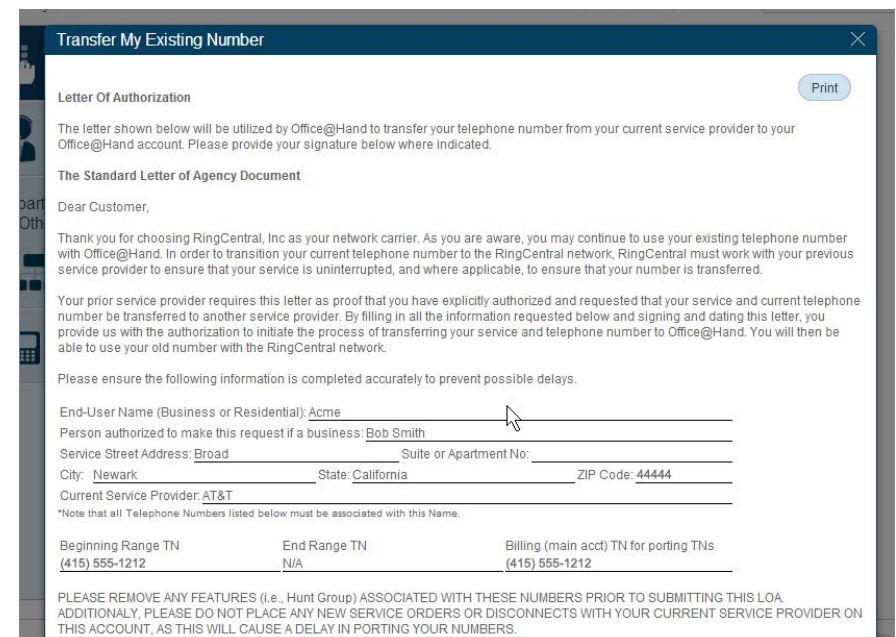 Transfer My Existing Number
Print
Letter Of Authorization
The letter shown below will be utilized by Office@Hand to transfer your telephone number from your current service provider to your
Office@Hand account. Please provide your signature below where indicated.
The Standard Letter of Agency Document
Dear Customer,
Thank you for choosing RingCentral, Inc as your network carrier. As you are aware, you may continue to use your existing telephone number
with Office@Hand. In order to transition your current telephone number to the RingCentral network, RingCentral must work with your previous
service provider to ensure that your service is uninterrupted, and where applicable, to ensure that your number is transferred.
Your prior service provider requires this letter as proof that you have explicitly authorized and requested that your service and current telephone
number be transferred to another service provider. By filling in all the information requested below and signing and dating this letter, you
provide us with the authorization to initiate the process of transferring your service and telephone number to Office@Hand. You will then be
able to use your old number with the RingCentral network.
Please ensure the following information is completed accurately to prevent possible delays.
End-User Name (Business or Residential): Acme
Person authorized to make this request if a business: Bob Smith
Service Street Address: Broad Suite or Apartment No:
City: Newark State: California ZIP Code: 44444
Current Service Provider: AT&T
*Note that all Telephone Numbers listed below must be associated with this Name.
Beginning Range TN End Range TN Billing (main acct) TN for porting TNs
(415) 555-1212 N/A (415) 555-1212
PLEASE REMOVE ANY FEATURES (i.e., Hunt Group) ASSOCIATED WITH THESE NUMBERS PRIOR TO SUBMITTING THIS LOA.
ADDITIONALY, PLEASE DO NOT PLACE ANY NEW SERVICE ORDERS OR DISCONNECTS WITH YOUR CURRENT SERVICE PROVIDER ON
THIS ACCOUNT, AS THIS WILL CAUSE A DELAY IN PORTING YOUR NUMBERS.